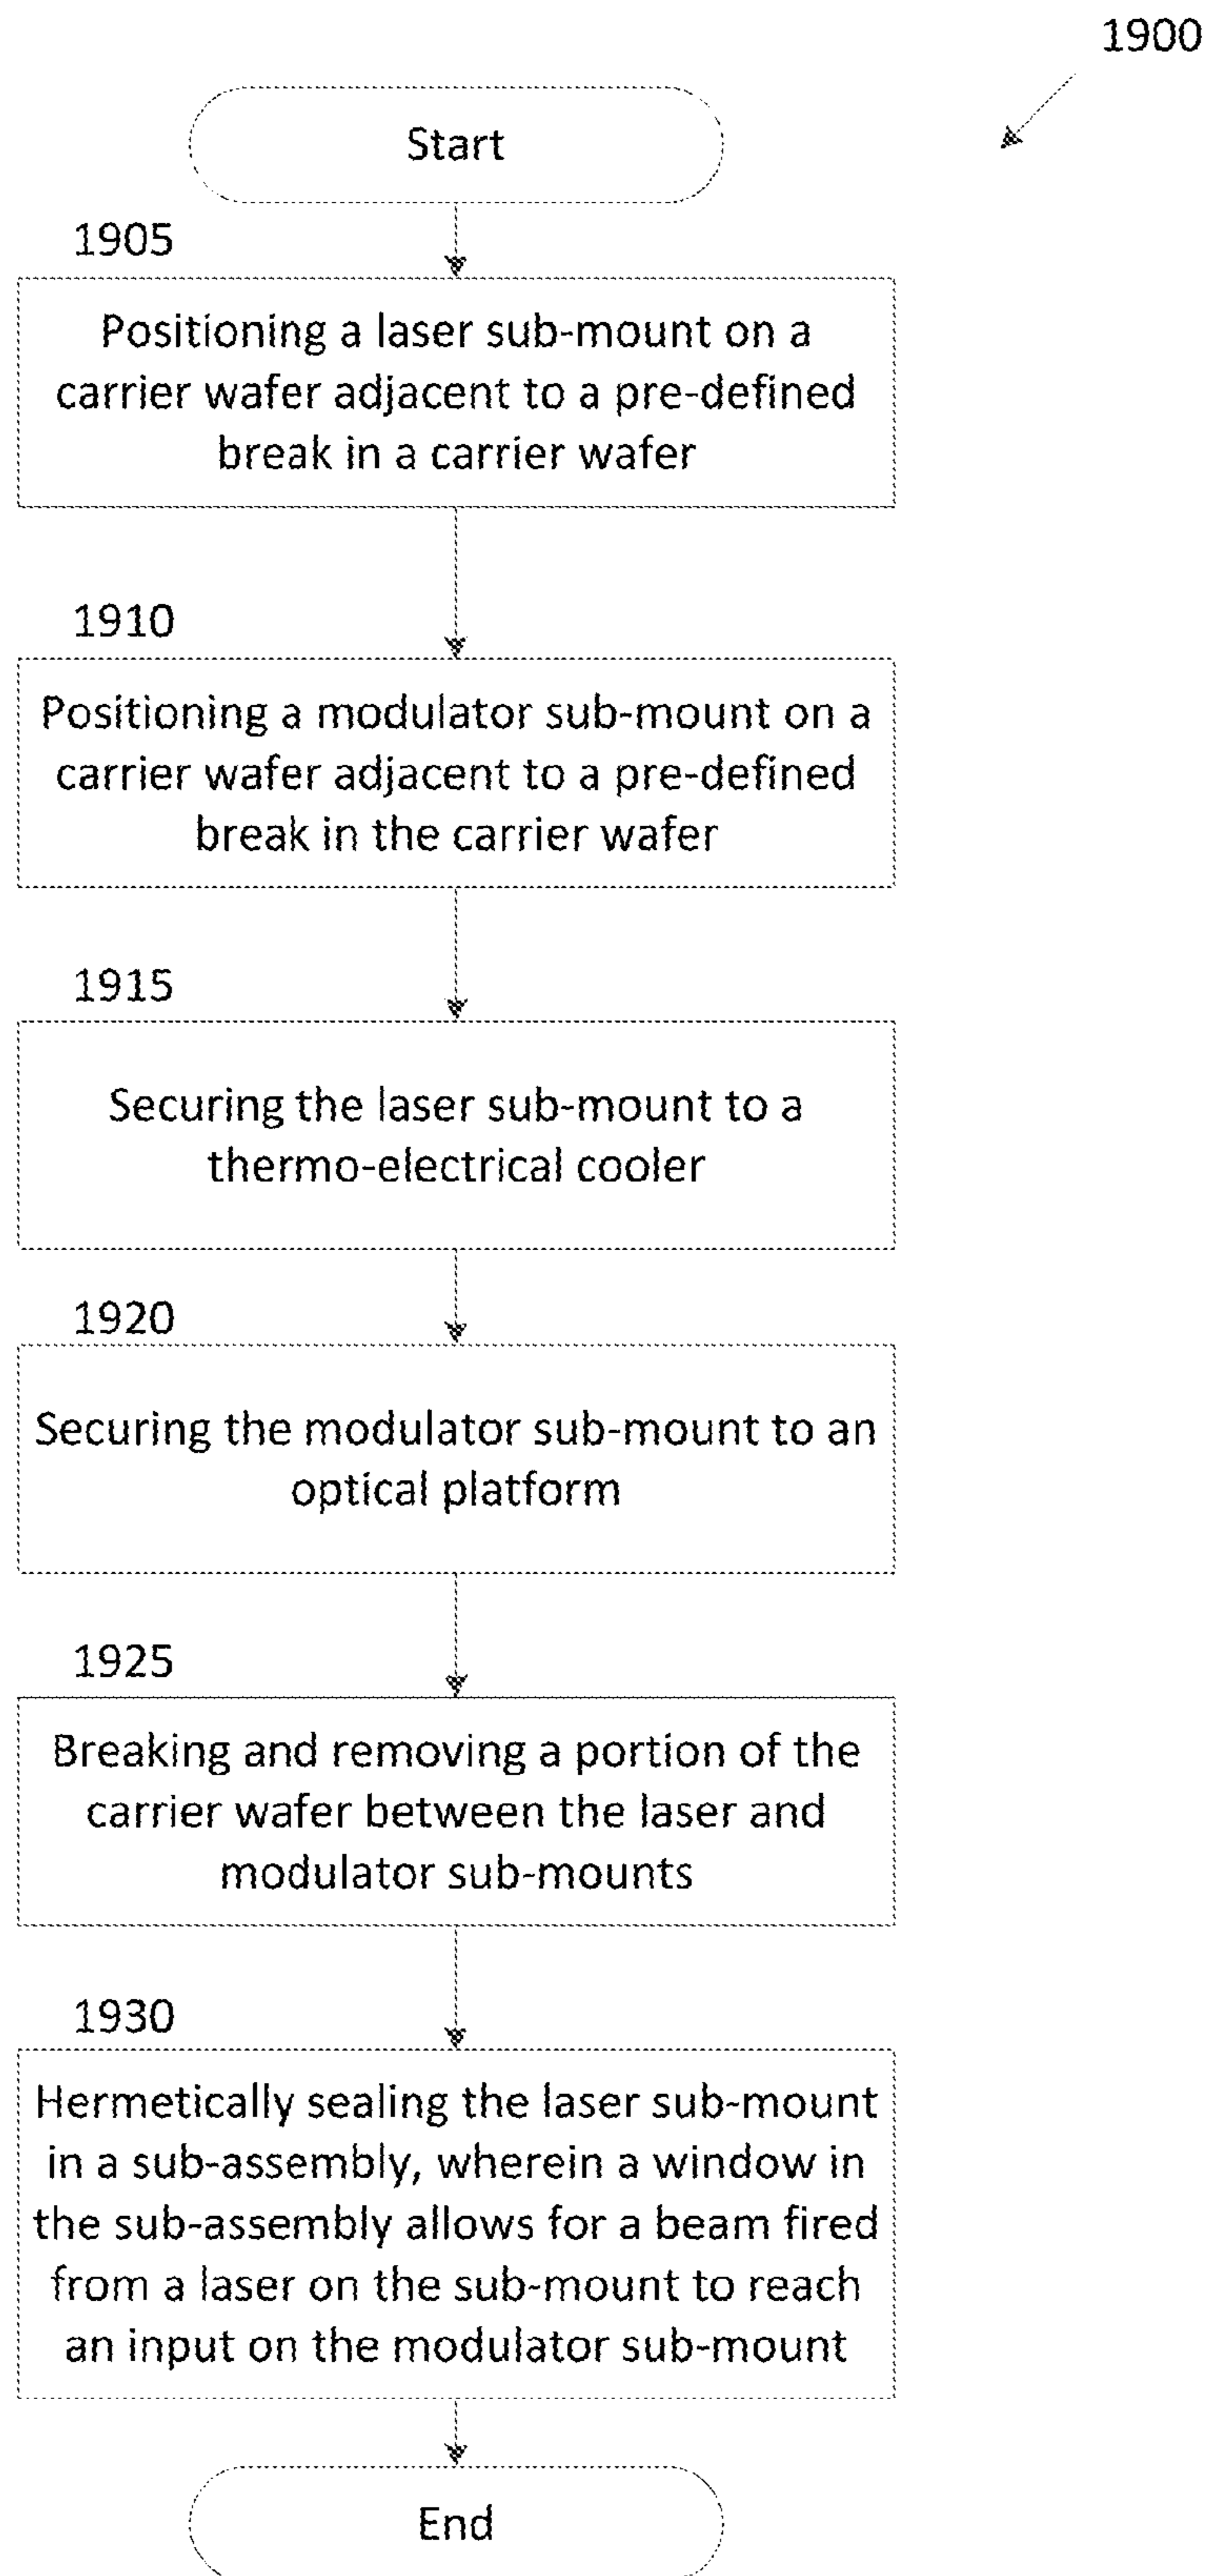 1900
Start
1905
Positioning a laser sub-mount on a
carrier wafer adjacent to a pre-defined
break in a carrier wafer
1910
Positioning a modulator sub-mount on a
carrier wafer adjacent to a pre-defined
break in the carrier wafer
1915
Securing the laser sub-mount to a
thermo-electrical cooler
1920
Securing the modulator sub-mount to an
optical platform
1925
Breaking and removing a portion of the
carrier wafer between the laser and
modulator sub-mounts
1930
Hermetically sealing the laser sub-mount
in a sub-assembly, wherein a window in
the sub-assembly allows for a beam fired
from a laser on the sub-mount to reach
an input on the modulator sub-mount
End